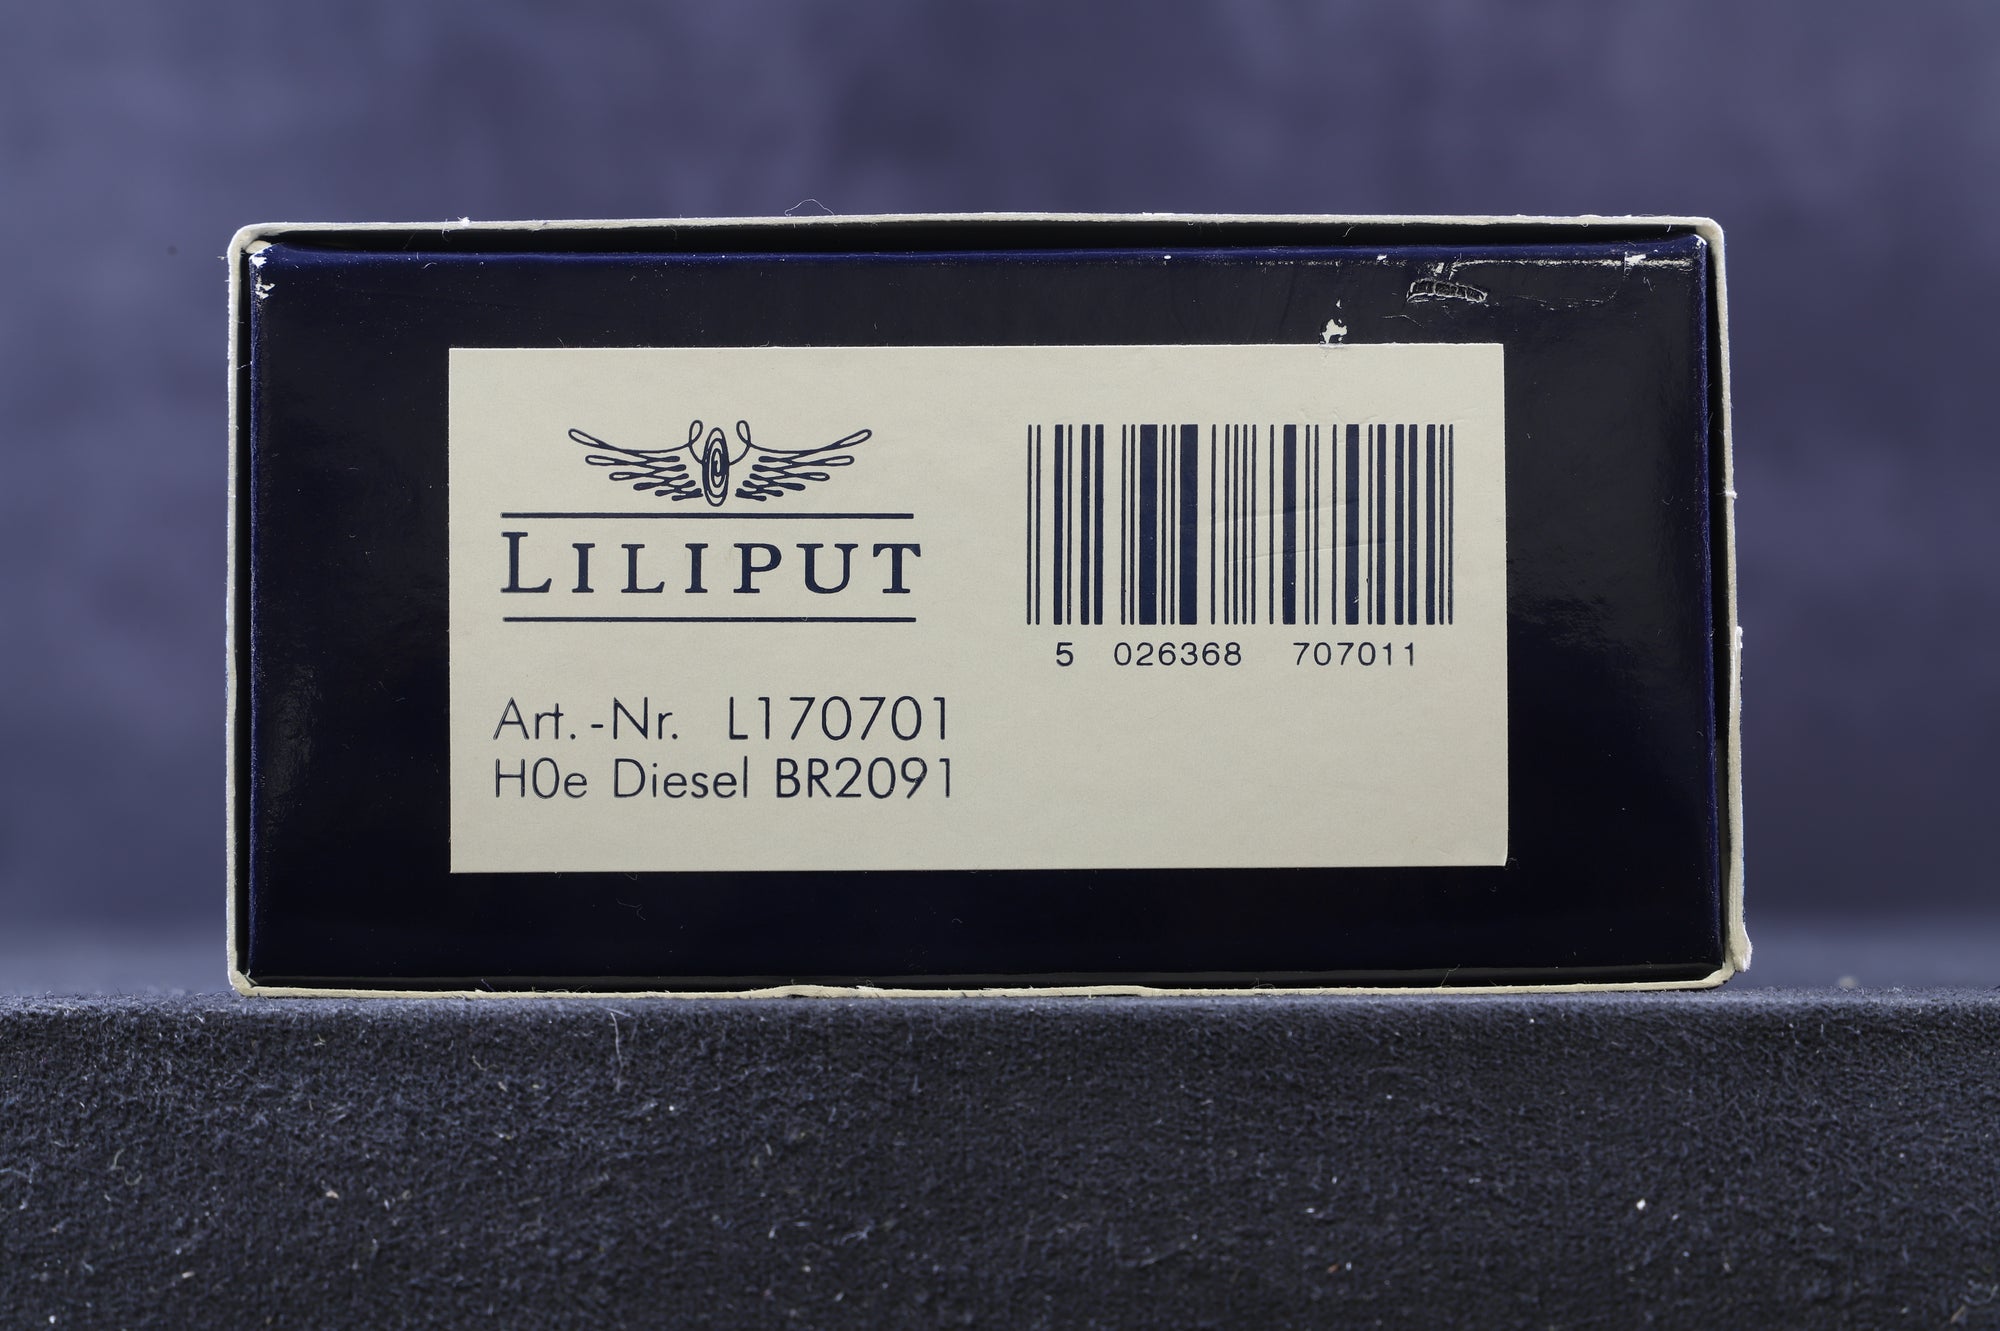 LILIPUT
5 026368 707011
Art.-Nr. L170701
H0e Diesel BR2091